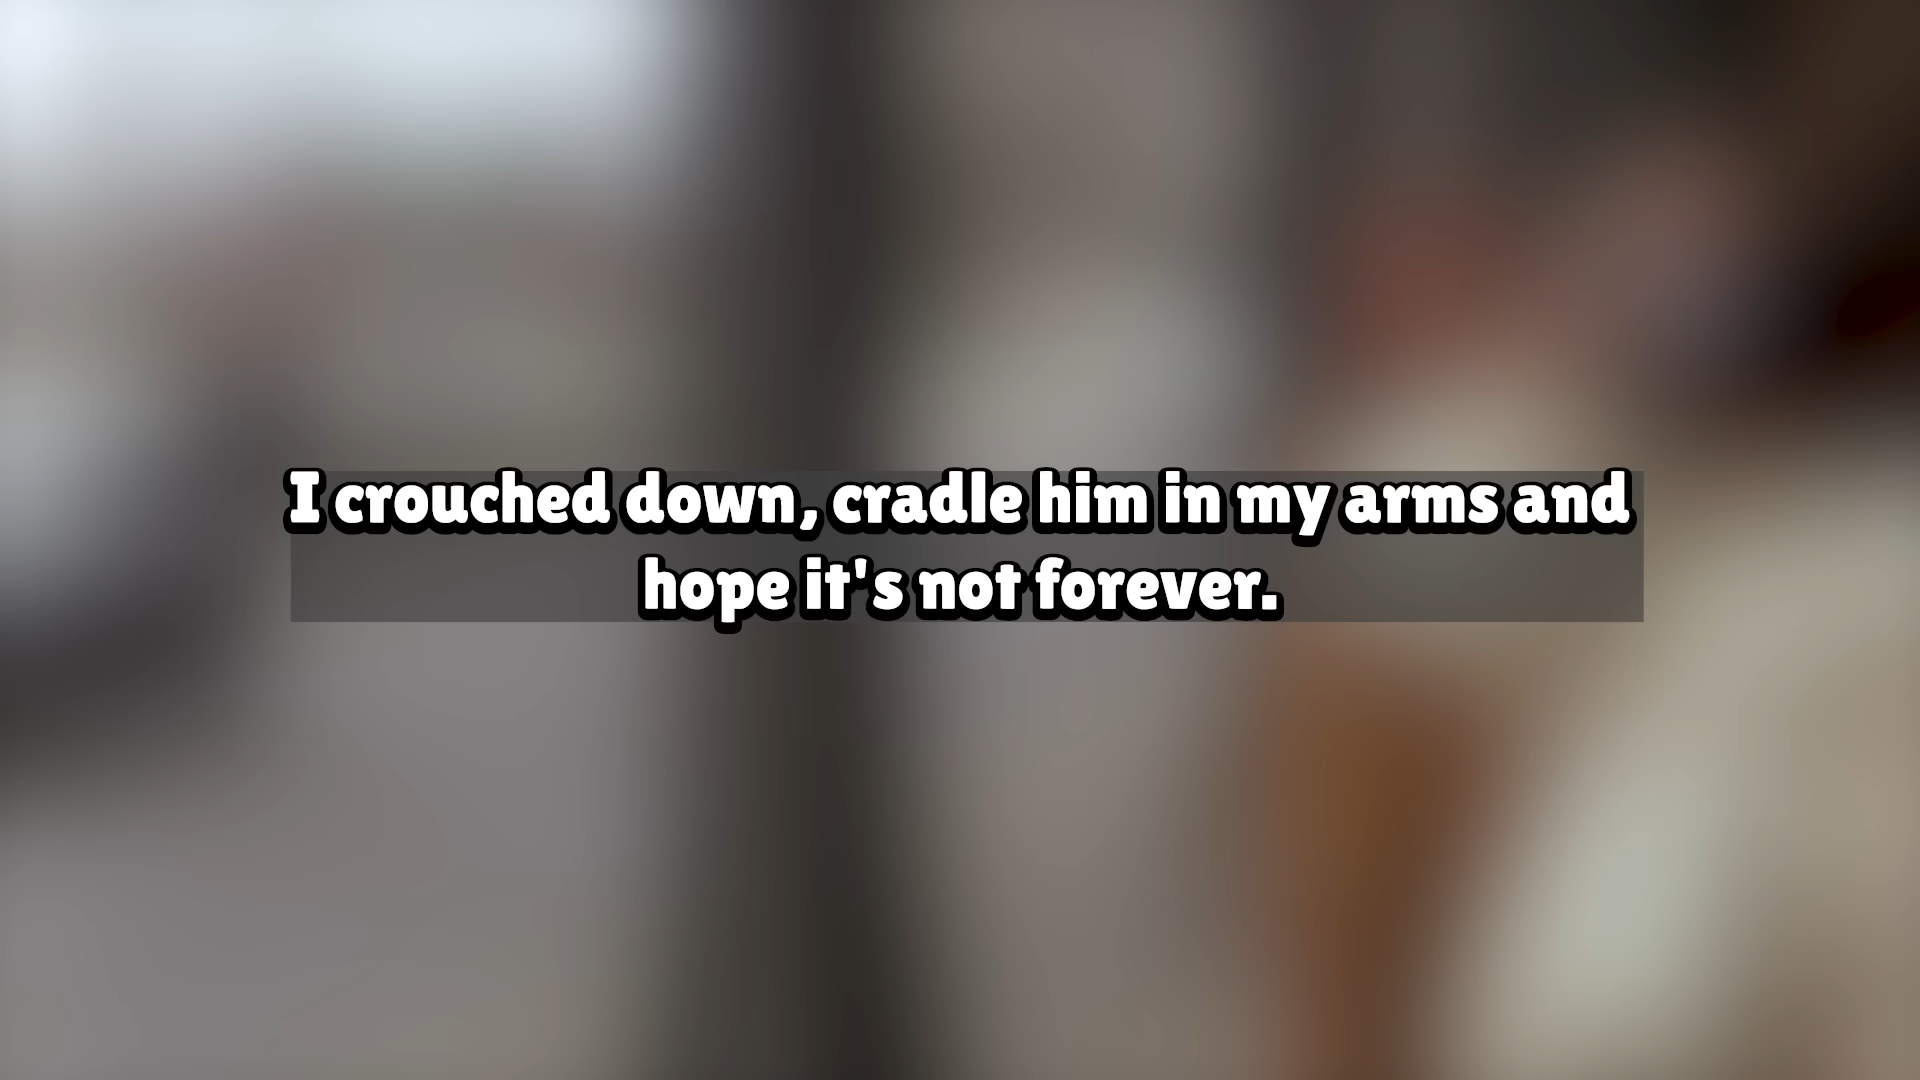 I crouched down, cradle him in my arms and
hope it's not forever.